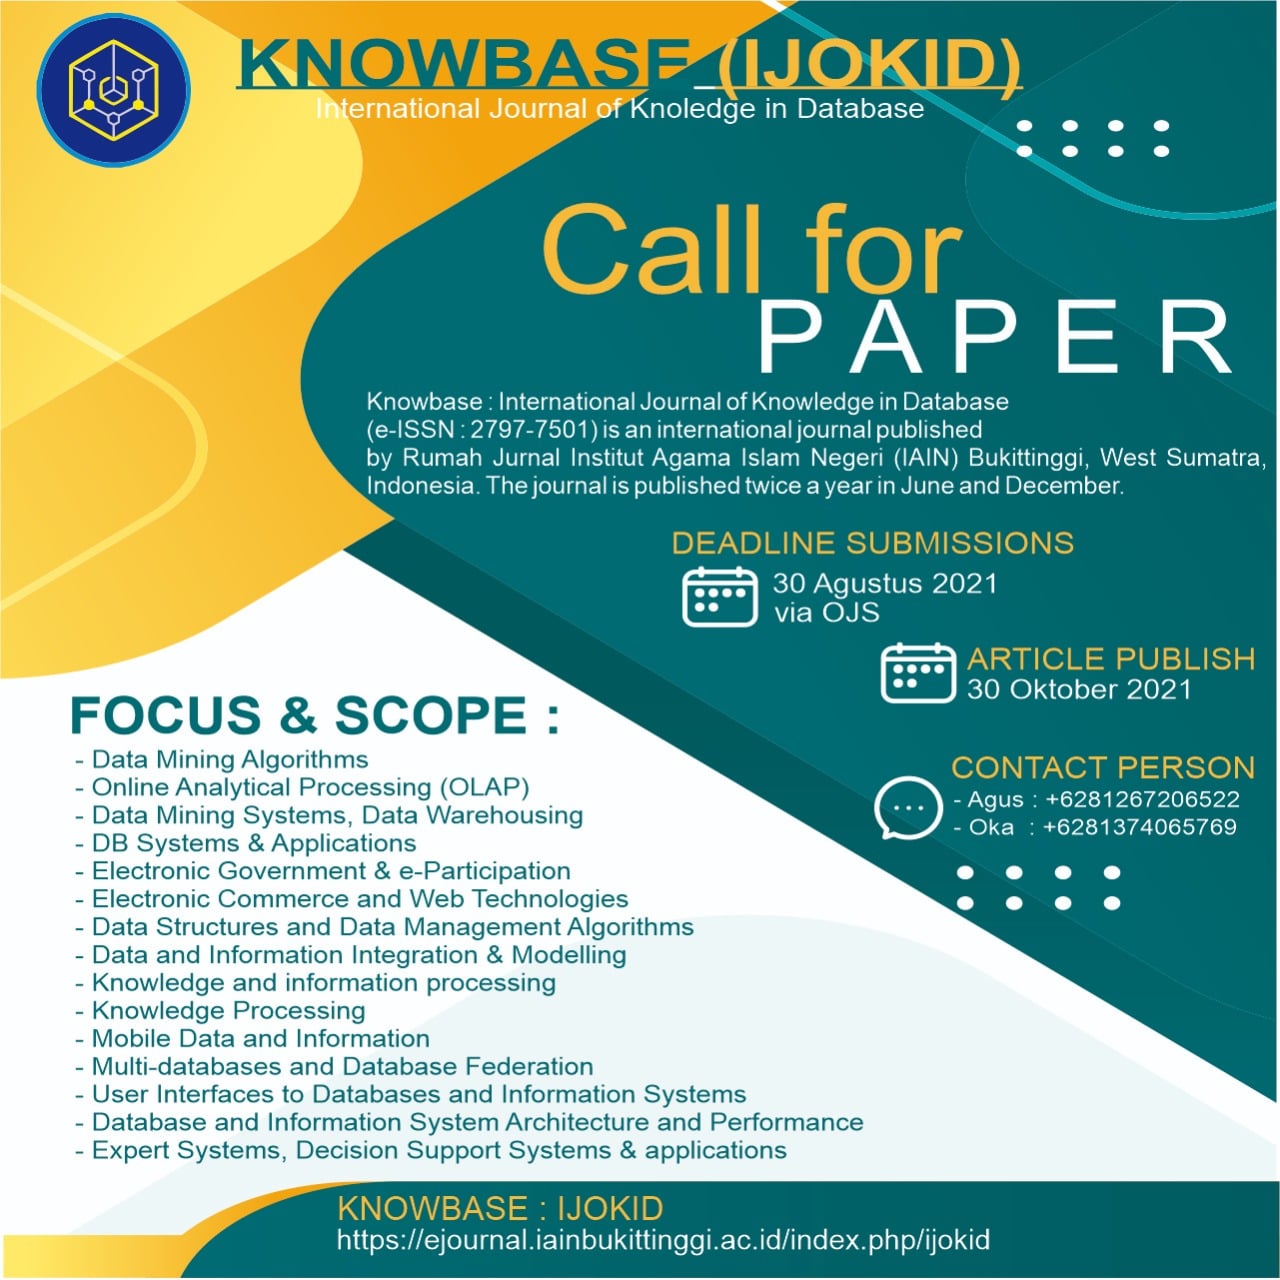 KNOWBASE (IJOKID)
International Journal of Knoledge in Database
Call for
PAPER
Knowbase : International Journal of Knowledge in Database
(e-ISSN : 2797-7501) is an international journal published
by Rumah Jurnal Institut Agama Islam Negeri (IAIN) Bukittinggi, West Sumatra,
Indonesia. The journal is published twice a year in June and December.
DEADLINE SUBMISSIONS
30 Agustus 2021
via OJS
ARTICLE PUBLISH
30 Oktober 2021
CONTACT PERSON
- Agus : +6281267206522
- Oka : +6281374065769
FOCUS & SCOPE :
- Data Mining Algorithms
- Online Analytical Processing (OLAP)
- Data Mining Systems, Data Warehousing
- DB Systems & Applications
- Electronic Government & e-Participation
- Electronic Commerce and Web Technologies
- Data Structures and Data Management Algorithms
- Data and Information Integration & Modelling
- Knowledge and information processing
- Knowledge Processing
- Mobile Data and Information
- Multi-databases and Database Federation
- User Interfaces to Databases and Information Systems
- Database and Information System Architecture and Performance
- Expert Systems, Decision Support Systems & applications
KNOWBASE : IJOKID
https://ejournal.iainbukittinggi.ac.id/index.php/ijokid